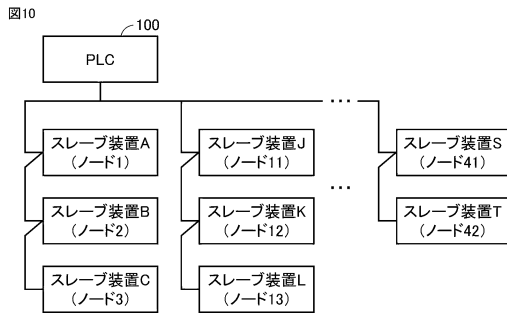 図10
100
PLC
...
スレーブ装置A
(ノード1)
スレーブ装置J
(ノード11)
スレーブ装置S
(ノード41)
...
スレーブ装置B
(ノード2)
スレーブ装置K
(ノード12)
スレーブ装置T
(ノード42)
スレーブ装置C
(ノード3)
スレーブ装置L
(ノード13)